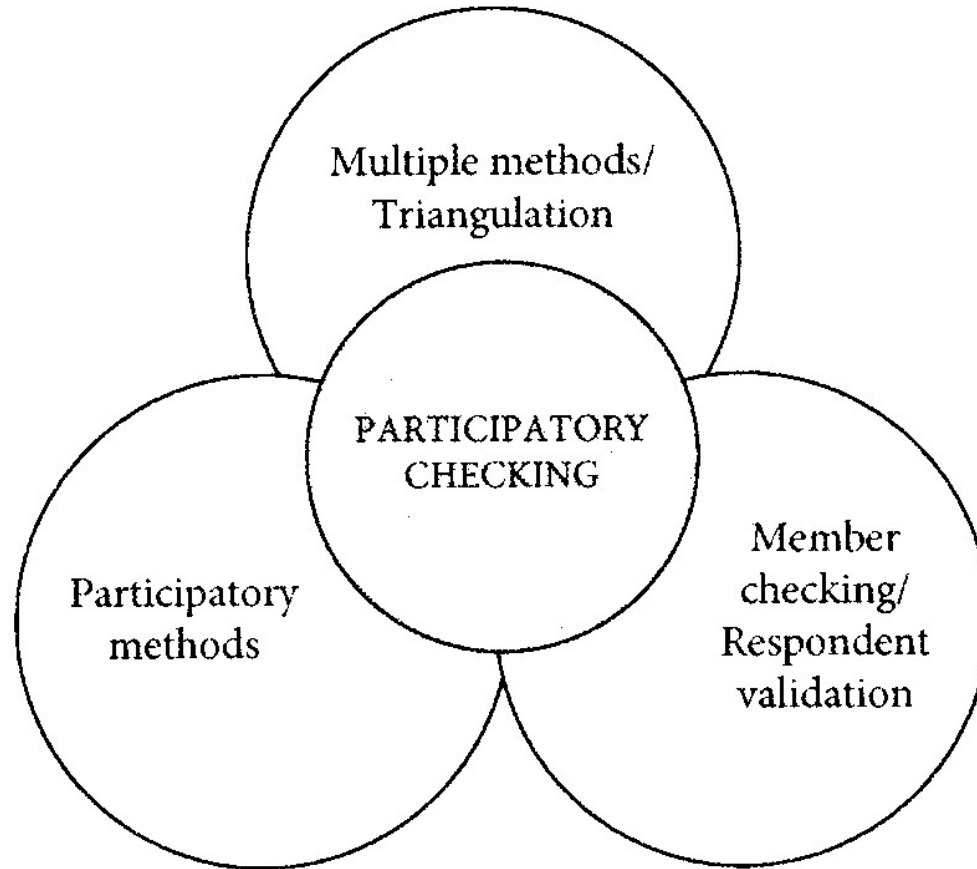 Multiple methods/
Triangulation
PARTICIPATORY
CHECKING
Participatory
methods
Member
checking/
Respondent
validation